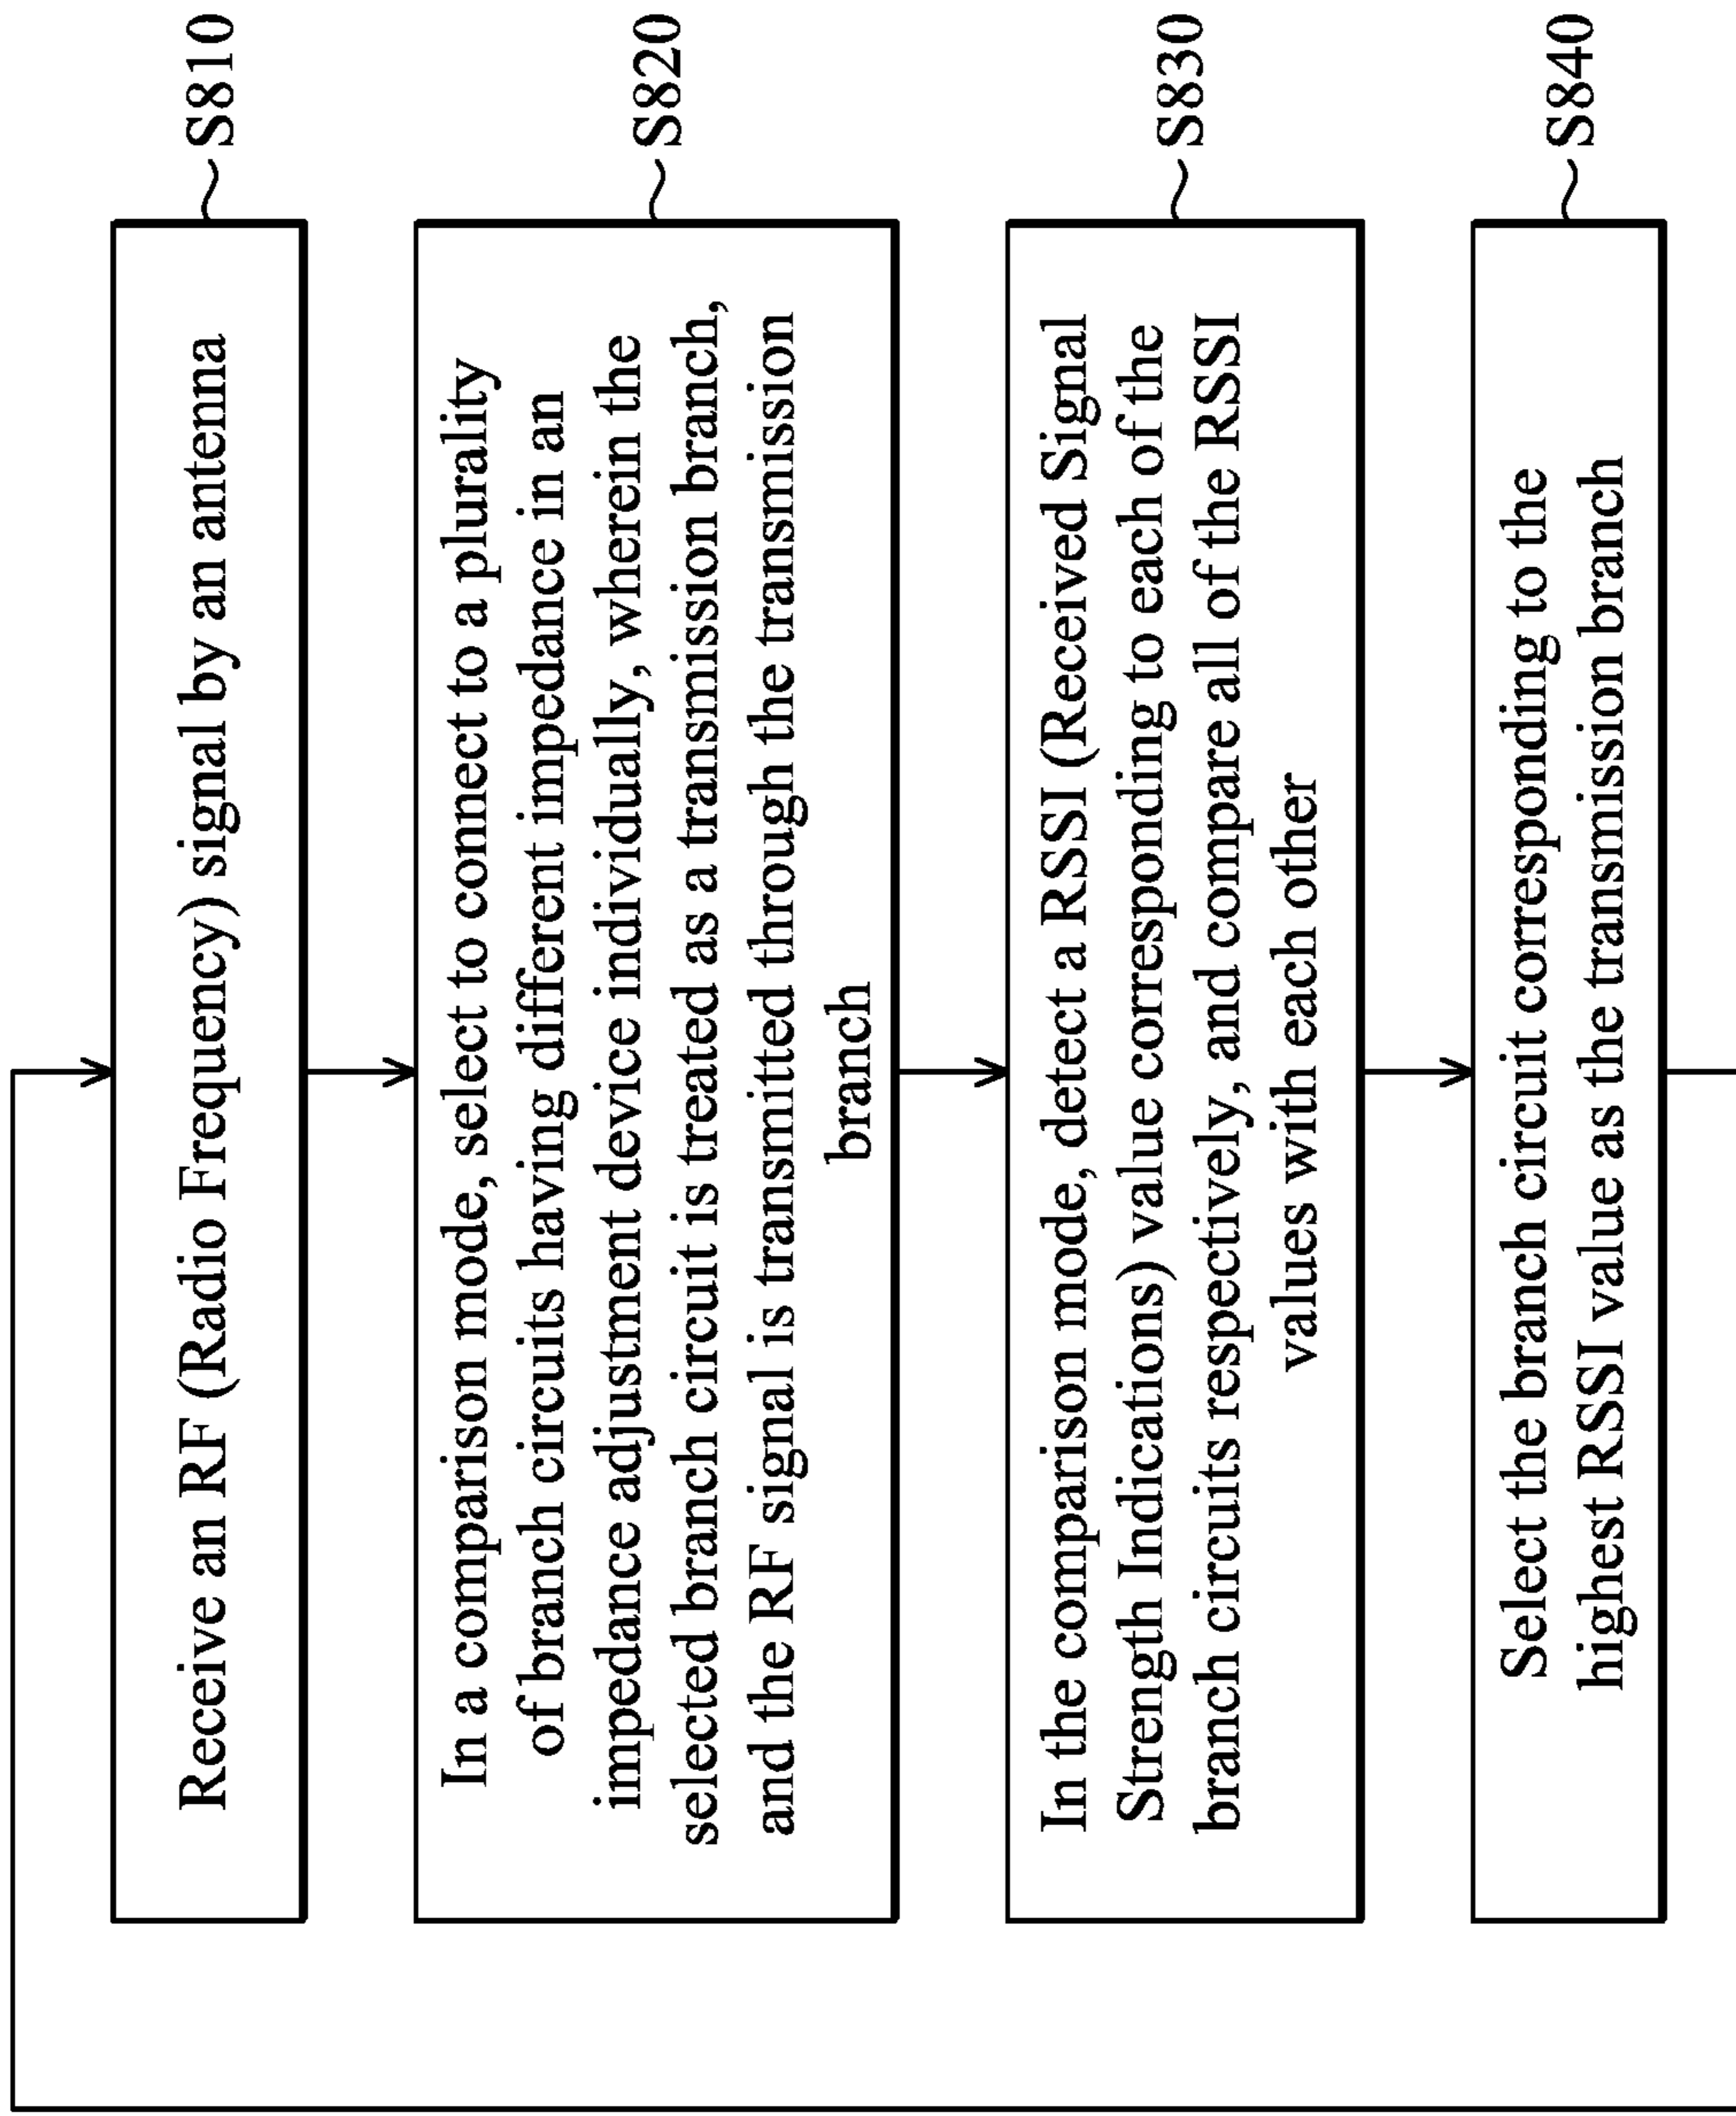 Receive an RF (Radio Frequency) signal by an antenna
S810
In a comparison mode, select to connect to a plurality
of branch circuits having different impedance in an
impedance adjustment device individually, wherein the
selected branch circuit is treated as a transmission branch,
and the RF signal is transmitted through the transmission
branch
S820
In the comparison mode, detect a RSSI (Received Signal
Strength Indications) value corresponding to each of the
branch circuits respectively, and compare all of the RSSI
values with each other
S830
Select the branch circuit corresponding to the
highest RSSI value as the transmission branch
S840